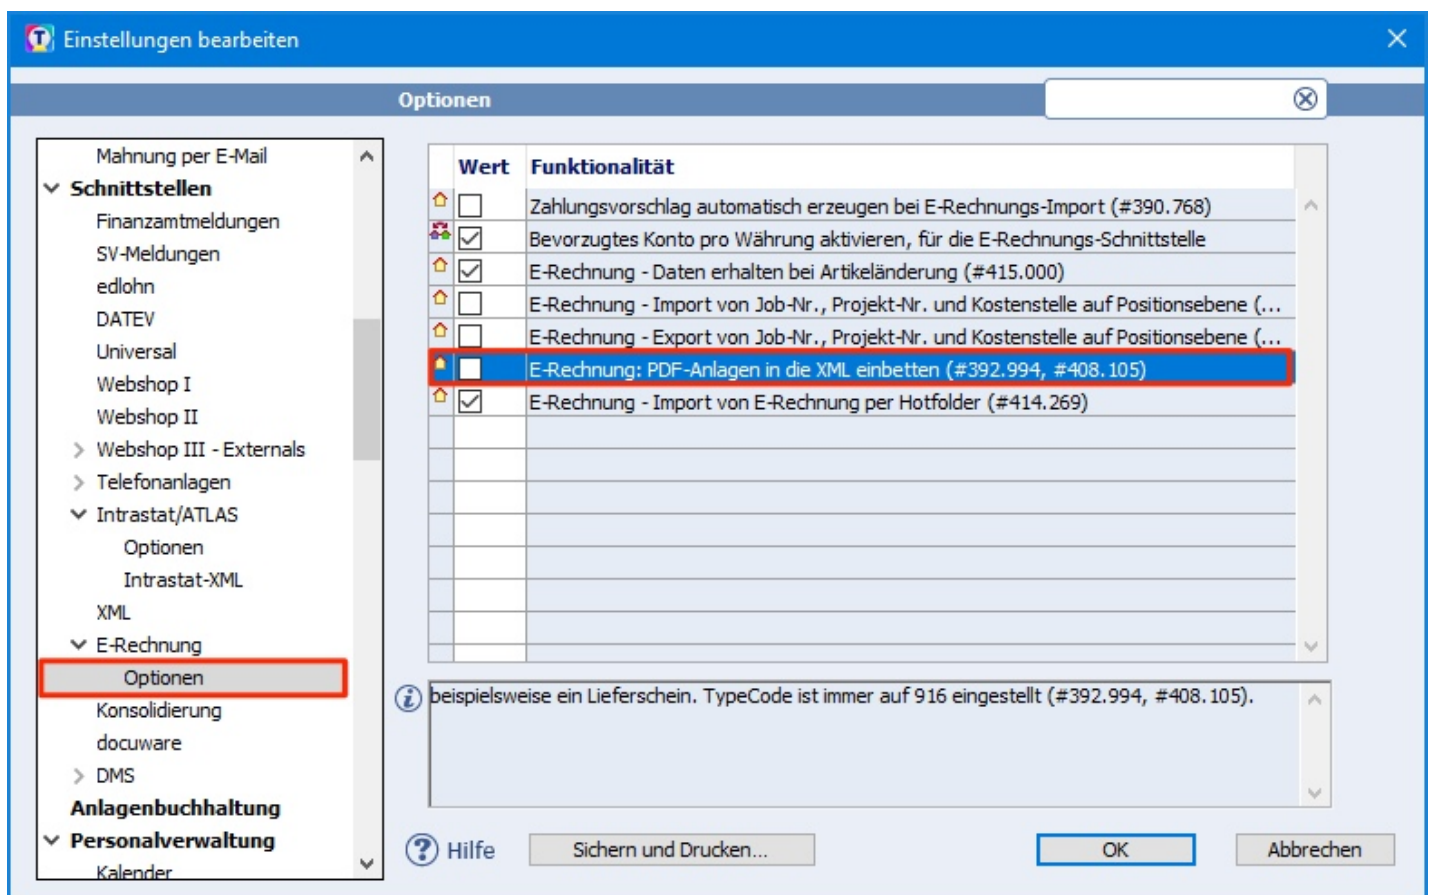 Einstellungen bearbeiten
Optionen
Mahnung per E-Mail
Schnittstellen
Finanzamtmeldungen
SV-Meldungen
edlohn
DATEV
Universal
Webshop I
Webshop II
Webshop III - Externals
Telefonanlagen
Intrastat/ATLAS
Optionen
Intrastat-XML
XML
E-Rechnung
Optionen
Konsolidierung
docuware
DMS
Anlagenbuchhaltung
Personalverwaltung
Kalender
Wert Funktionalität
Zahlungsvorschlag automatisch erzeugen bei E-Rechnungs-Import (#390.768)
Bevorzugtes Konto pro Währung aktivieren, für die E-Rechnungs-Schnittstelle
E-Rechnung - Daten erhalten bei Artikeländerung (#415.000)
E-Rechnung - Import von Job-Nr., Projekt-Nr. und Kostenstelle auf Positionsebene (...
E-Rechnung - Export von Job-Nr., Projekt-Nr. und Kostenstelle auf Positionsebene (...
E-Rechnung: PDF-Anlagen in die XML einbetten (#392.994, #408.105)
E-Rechnung - Import von E-Rechnung per Hotfolder (#414.269)
beispielsweise ein Lieferschein. TypeCode ist immer auf 916 eingestellt (#392.994, #408.105).
Hilfe
Sichern und Drucken...
OK
Abbrechen